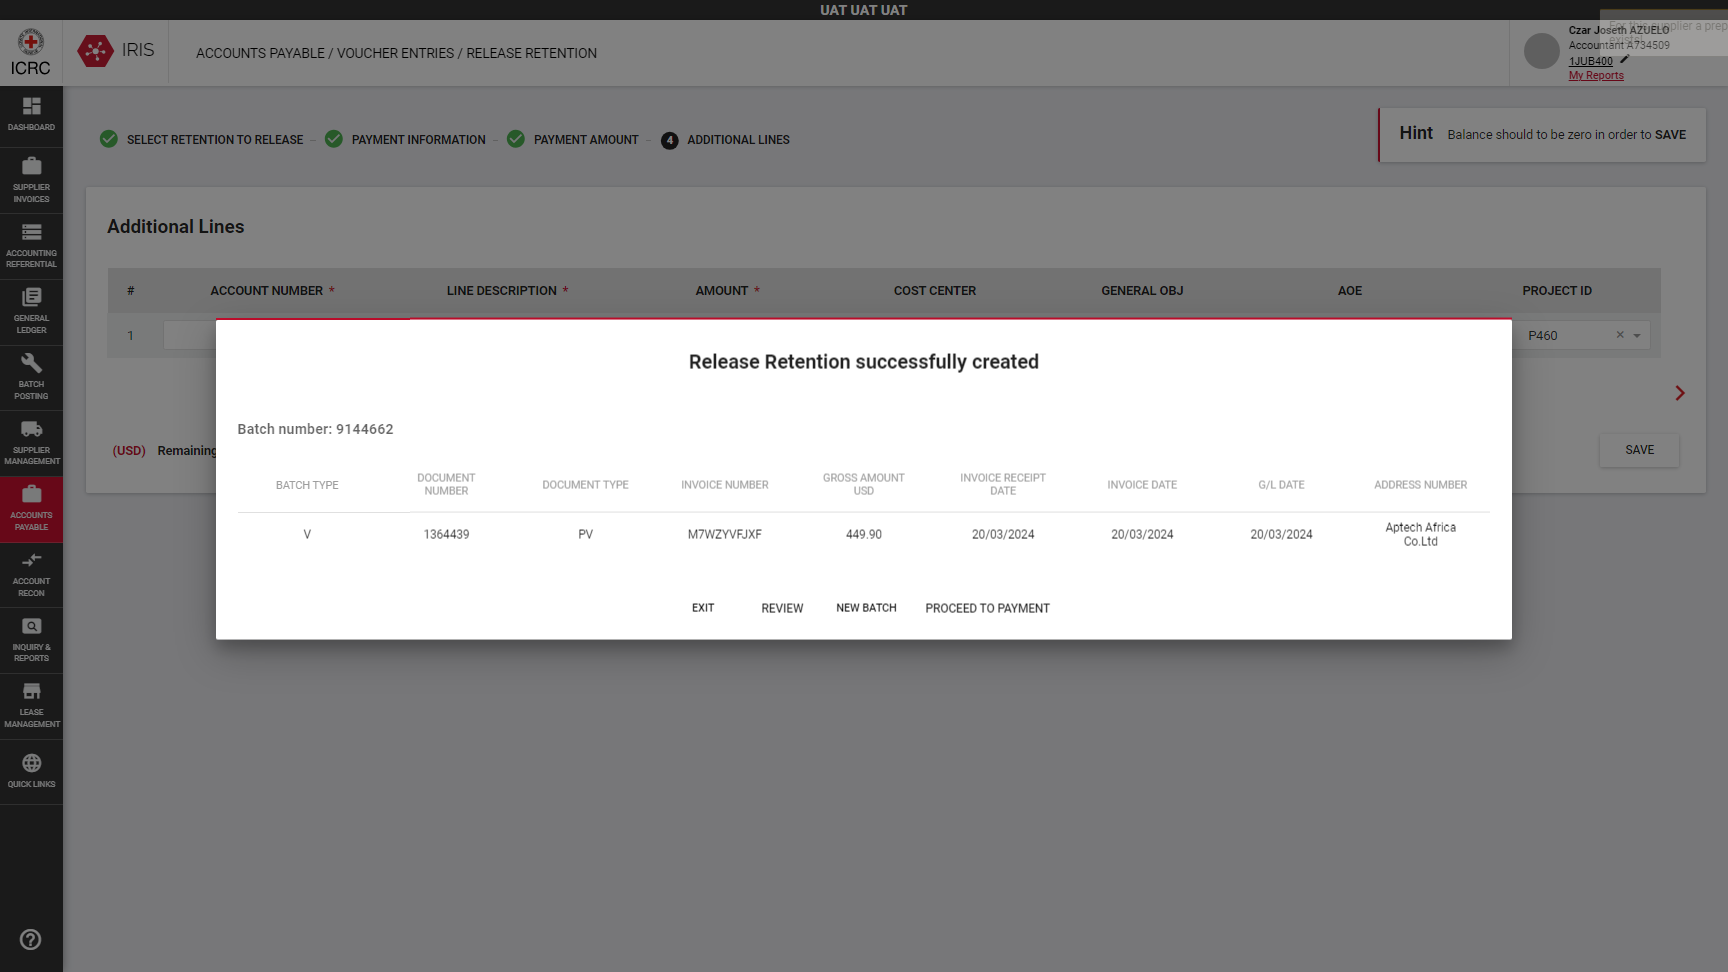 UAT UAT UAT
ICRC
IRIS
ACCOUNTS PAYABLE / VOUCHER ENTRIES / RELEASE RETENTION
For this supplier a prep
exists!
Czar Joseth AZUELO
Accountant A734509
1JUB400
My Reports
DASHBOARD
SUPPLIER
INVOICES
ACCOUNTING
REFERENTIAL
GENERAL
LEDGER
BATCH
POSTING
SUPPLIER
MANAGEMENT
ACCOUNTS
PAYABLE
ACCOUNT
RECON
INQUIRY &
REPORTS
LEASE
MANAGEMENT
QUICK LINKS
SELECT RETENTION TO RELEASE
PAYMENT INFORMATION
PAYMENT AMOUNT
4 ADDITIONAL LINES
Hint Balance should to be zero in order to SAVE
Additional Lines
# ACCOUNT NUMBER * LINE DESCRIPTION * AMOUNT * COST CENTER GENERAL OBJ AOE PROJECT ID
1 P460
(USD) Remaining
SAVE
Release Retention successfully created
Batch number: 9144662
BATCH TYPE DOCUMENT NUMBER DOCUMENT TYPE INVOICE NUMBER GROSS AMOUNT USD INVOICE RECEIPT DATE INVOICE DATE G/L DATE ADDRESS NUMBER
V 1364439 PV M7WZYVFJXF 449.90 20/03/2024 20/03/2024 20/03/2024 Aptech Africa Co.Ltd
EXIT REVIEW NEW BATCH PROCEED TO PAYMENT